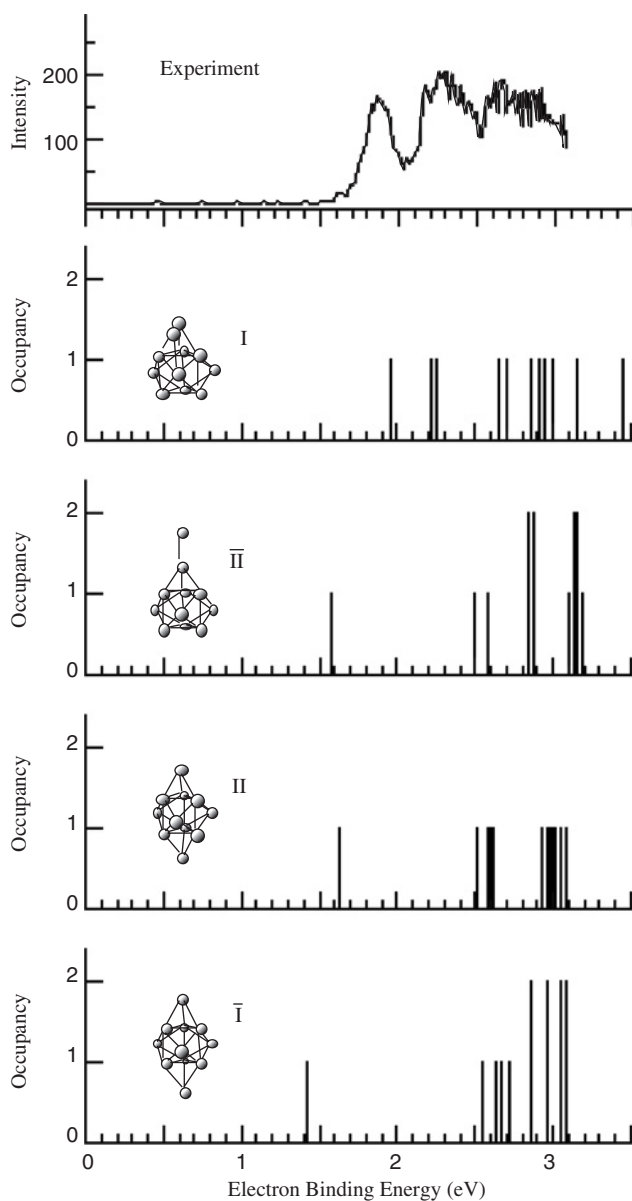 Intensity
200
100
Experiment
Occupancy
2
1
0
I
Occupancy
2
1
0
I̅I̅
Occupancy
2
1
0
II
Occupancy
2
1
0
I̅
0
1
2
3
Electron Binding Energy (eV)